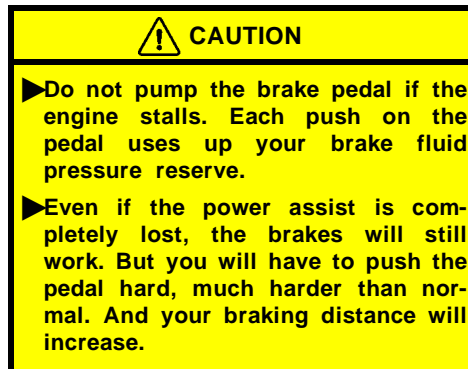 CAUTION
Do not pump the brake pedal if the
engine stalls. Each push on the
pedal uses up your brake fluid
pressure reserve.
Even if the power assist is com-
pletely lost, the brakes will still
work. But you will have to push the
pedal hard, much harder than nor-
mal. And your braking distance will
increase.